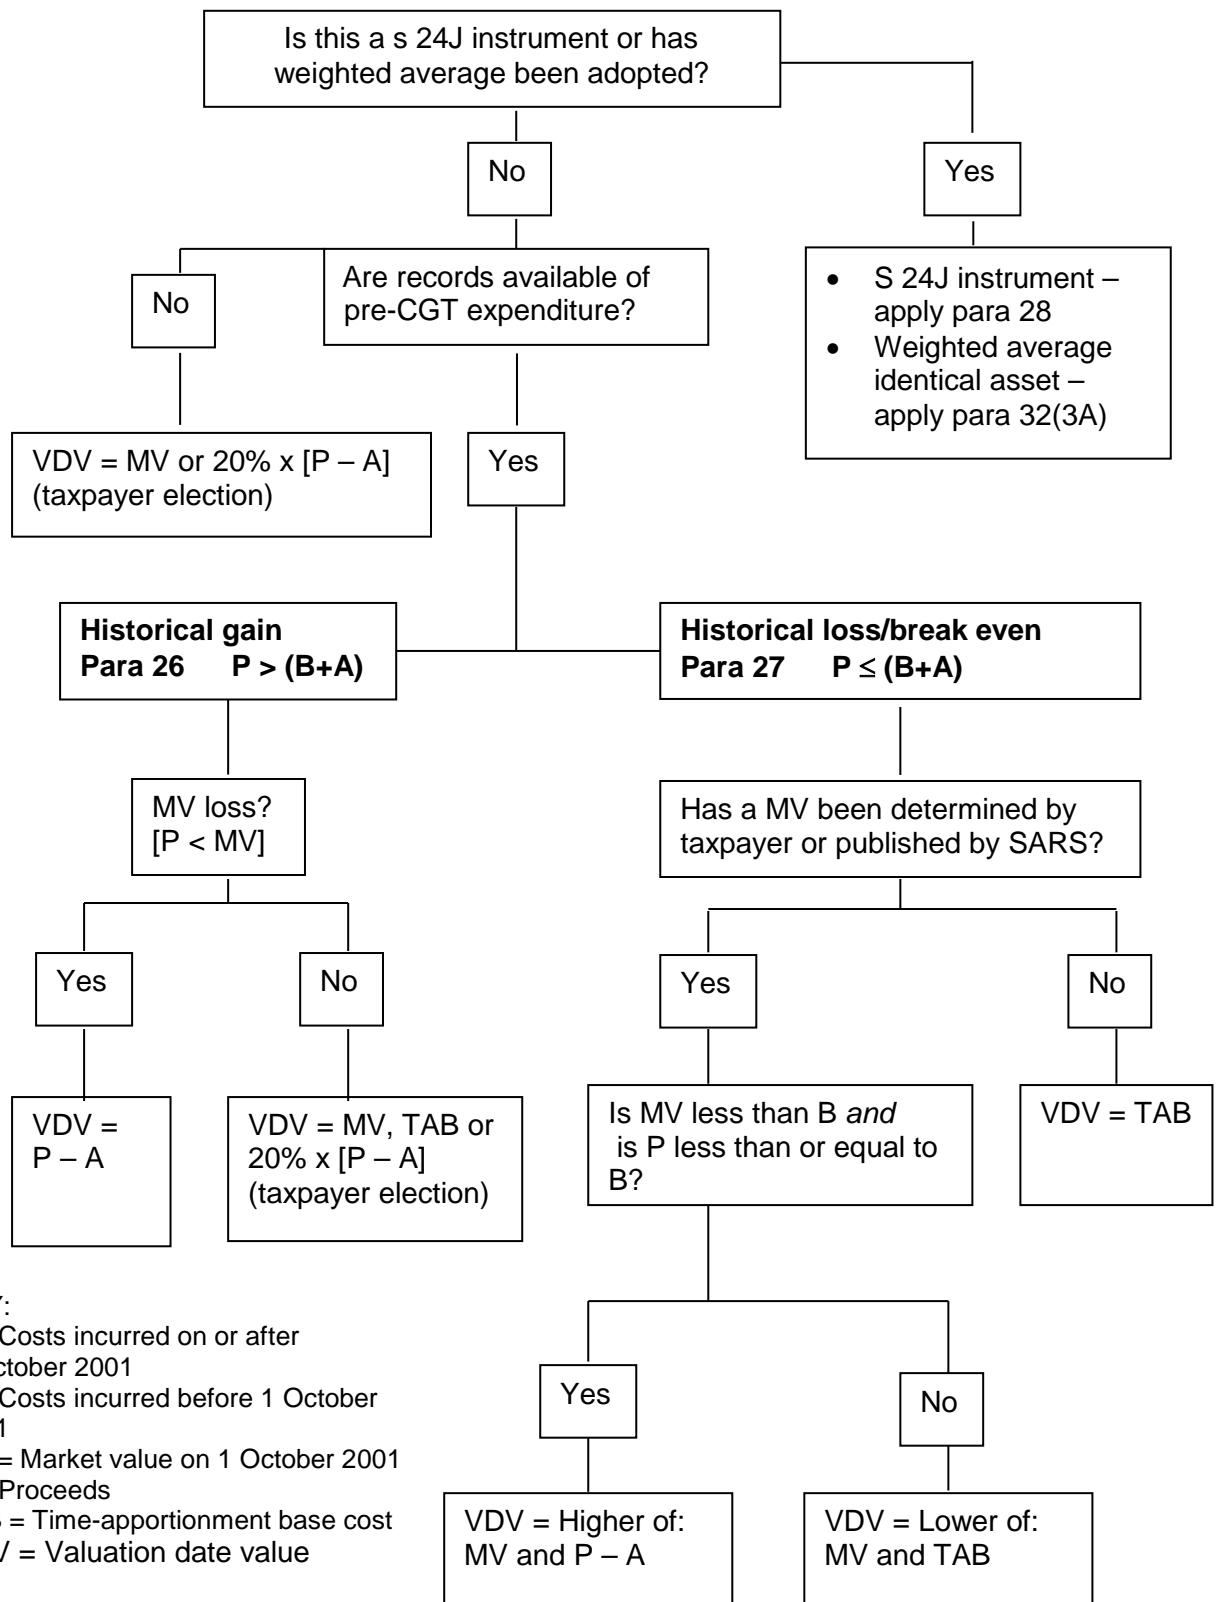 Is this a s 24J instrument or has
weighted average been adopted?
No
Yes
Are records available of
pre-CGT expenditure?
No
• S 24J instrument –
apply para 28
• Weighted average
identical asset –
apply para 32(3A)
VDV = MV or 20% x [P – A]
(taxpayer election)
Yes
Historical gain
Para 26 P > (B+A)
Historical loss/break even
Para 27 P ≤ (B+A)
MV loss?
[P < MV]
Has a MV been determined by
taxpayer or published by SARS?
Yes
No
Yes
No
VDV =
P – A
VDV = MV, TAB or
20% x [P – A]
(taxpayer election)
Is MV less than B and
is P less than or equal to
B?
VDV = TAB
:
Costs incurred on or after
October 2001
Costs incurred before 1 October
1
= Market value on 1 October 2001
Proceeds
= Time-apportionment base cost
= Valuation date value
Yes
No
VDV = Higher of:
MV and P – A
VDV = Lower of:
MV and TAB